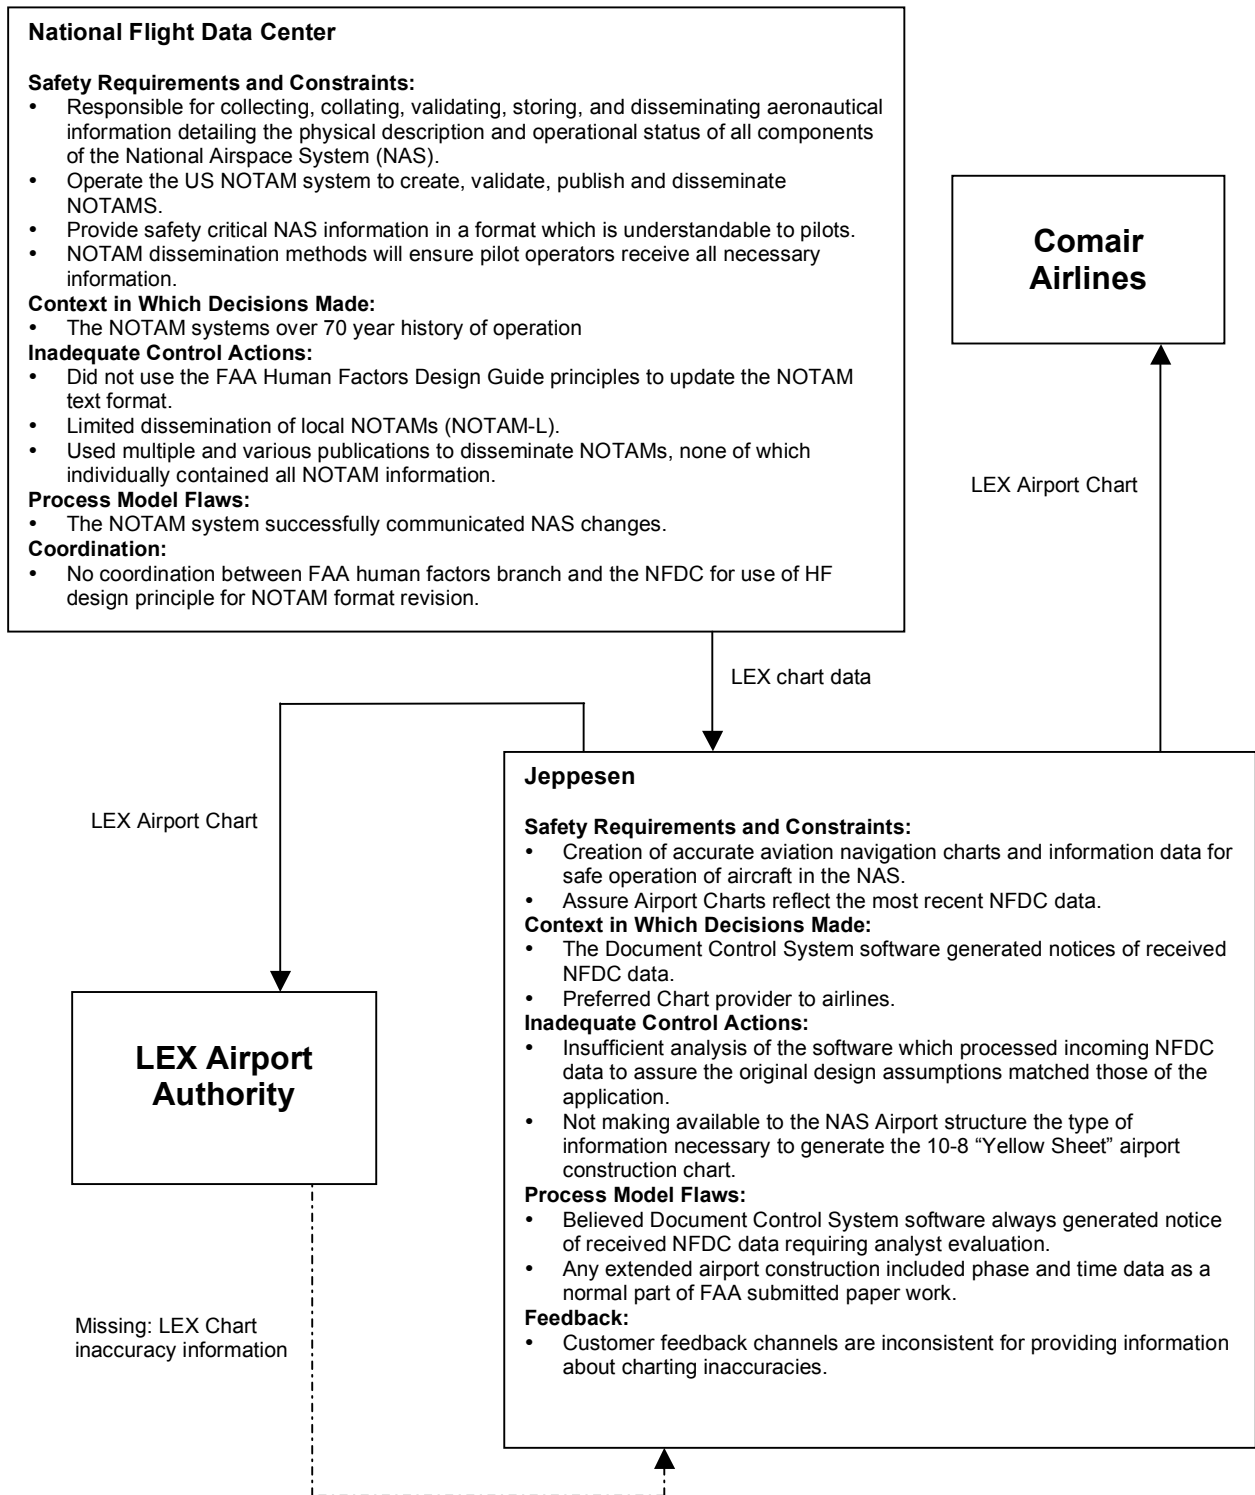 National Flight Data Center
Safety Requirements and Constraints:
• Responsible for collecting, collating, validating, storing, and disseminating aeronautical
information detailing the physical description and operational status of all components
of the National Airspace System (NAS).
• Operate the US NOTAM system to create, validate, publish and disseminate
NOTAMS.
• Provide safety critical NAS information in a format which is understandable to pilots.
• NOTAM dissemination methods will ensure pilot operators receive all necessary
information.
Context in Which Decisions Made:
• The NOTAM systems over 70 year history of operation
Inadequate Control Actions:
• Did not use the FAA Human Factors Design Guide principles to update the NOTAM
text format.
• Limited dissemination of local NOTAMs (NOTAM-L).
• Used multiple and various publications to disseminate NOTAMs, none of which
individually contained all NOTAM information.
Process Model Flaws:
• The NOTAM system successfully communicated NAS changes.
Coordination:
• No coordination between FAA human factors branch and the NFDC for use of HF
design principle for NOTAM format revision.
Comair
Airlines
LEX Airport Chart
LEX chart data
LEX Airport Chart
LEX Airport
Authority
Missing: LEX Chart
inaccuracy information
Jeppesen
Safety Requirements and Constraints:
• Creation of accurate aviation navigation charts and information data for
safe operation of aircraft in the NAS.
• Assure Airport Charts reflect the most recent NFDC data.
Context in Which Decisions Made:
• The Document Control System software generated notices of received
NFDC data.
• Preferred Chart provider to airlines.
Inadequate Control Actions:
• Insufficient analysis of the software which processed incoming NFDC
data to assure the original design assumptions matched those of the
application.
• Not making available to the NAS Airport structure the type of
information necessary to generate the 10-8 “Yellow Sheet” airport
construction chart.
Process Model Flaws:
• Believed Document Control System software always generated notice
of received NFDC data requiring analyst evaluation.
• Any extended airport construction included phase and time data as a
normal part of FAA submitted paper work.
Feedback:
• Customer feedback channels are inconsistent for providing information
about charting inaccuracies.